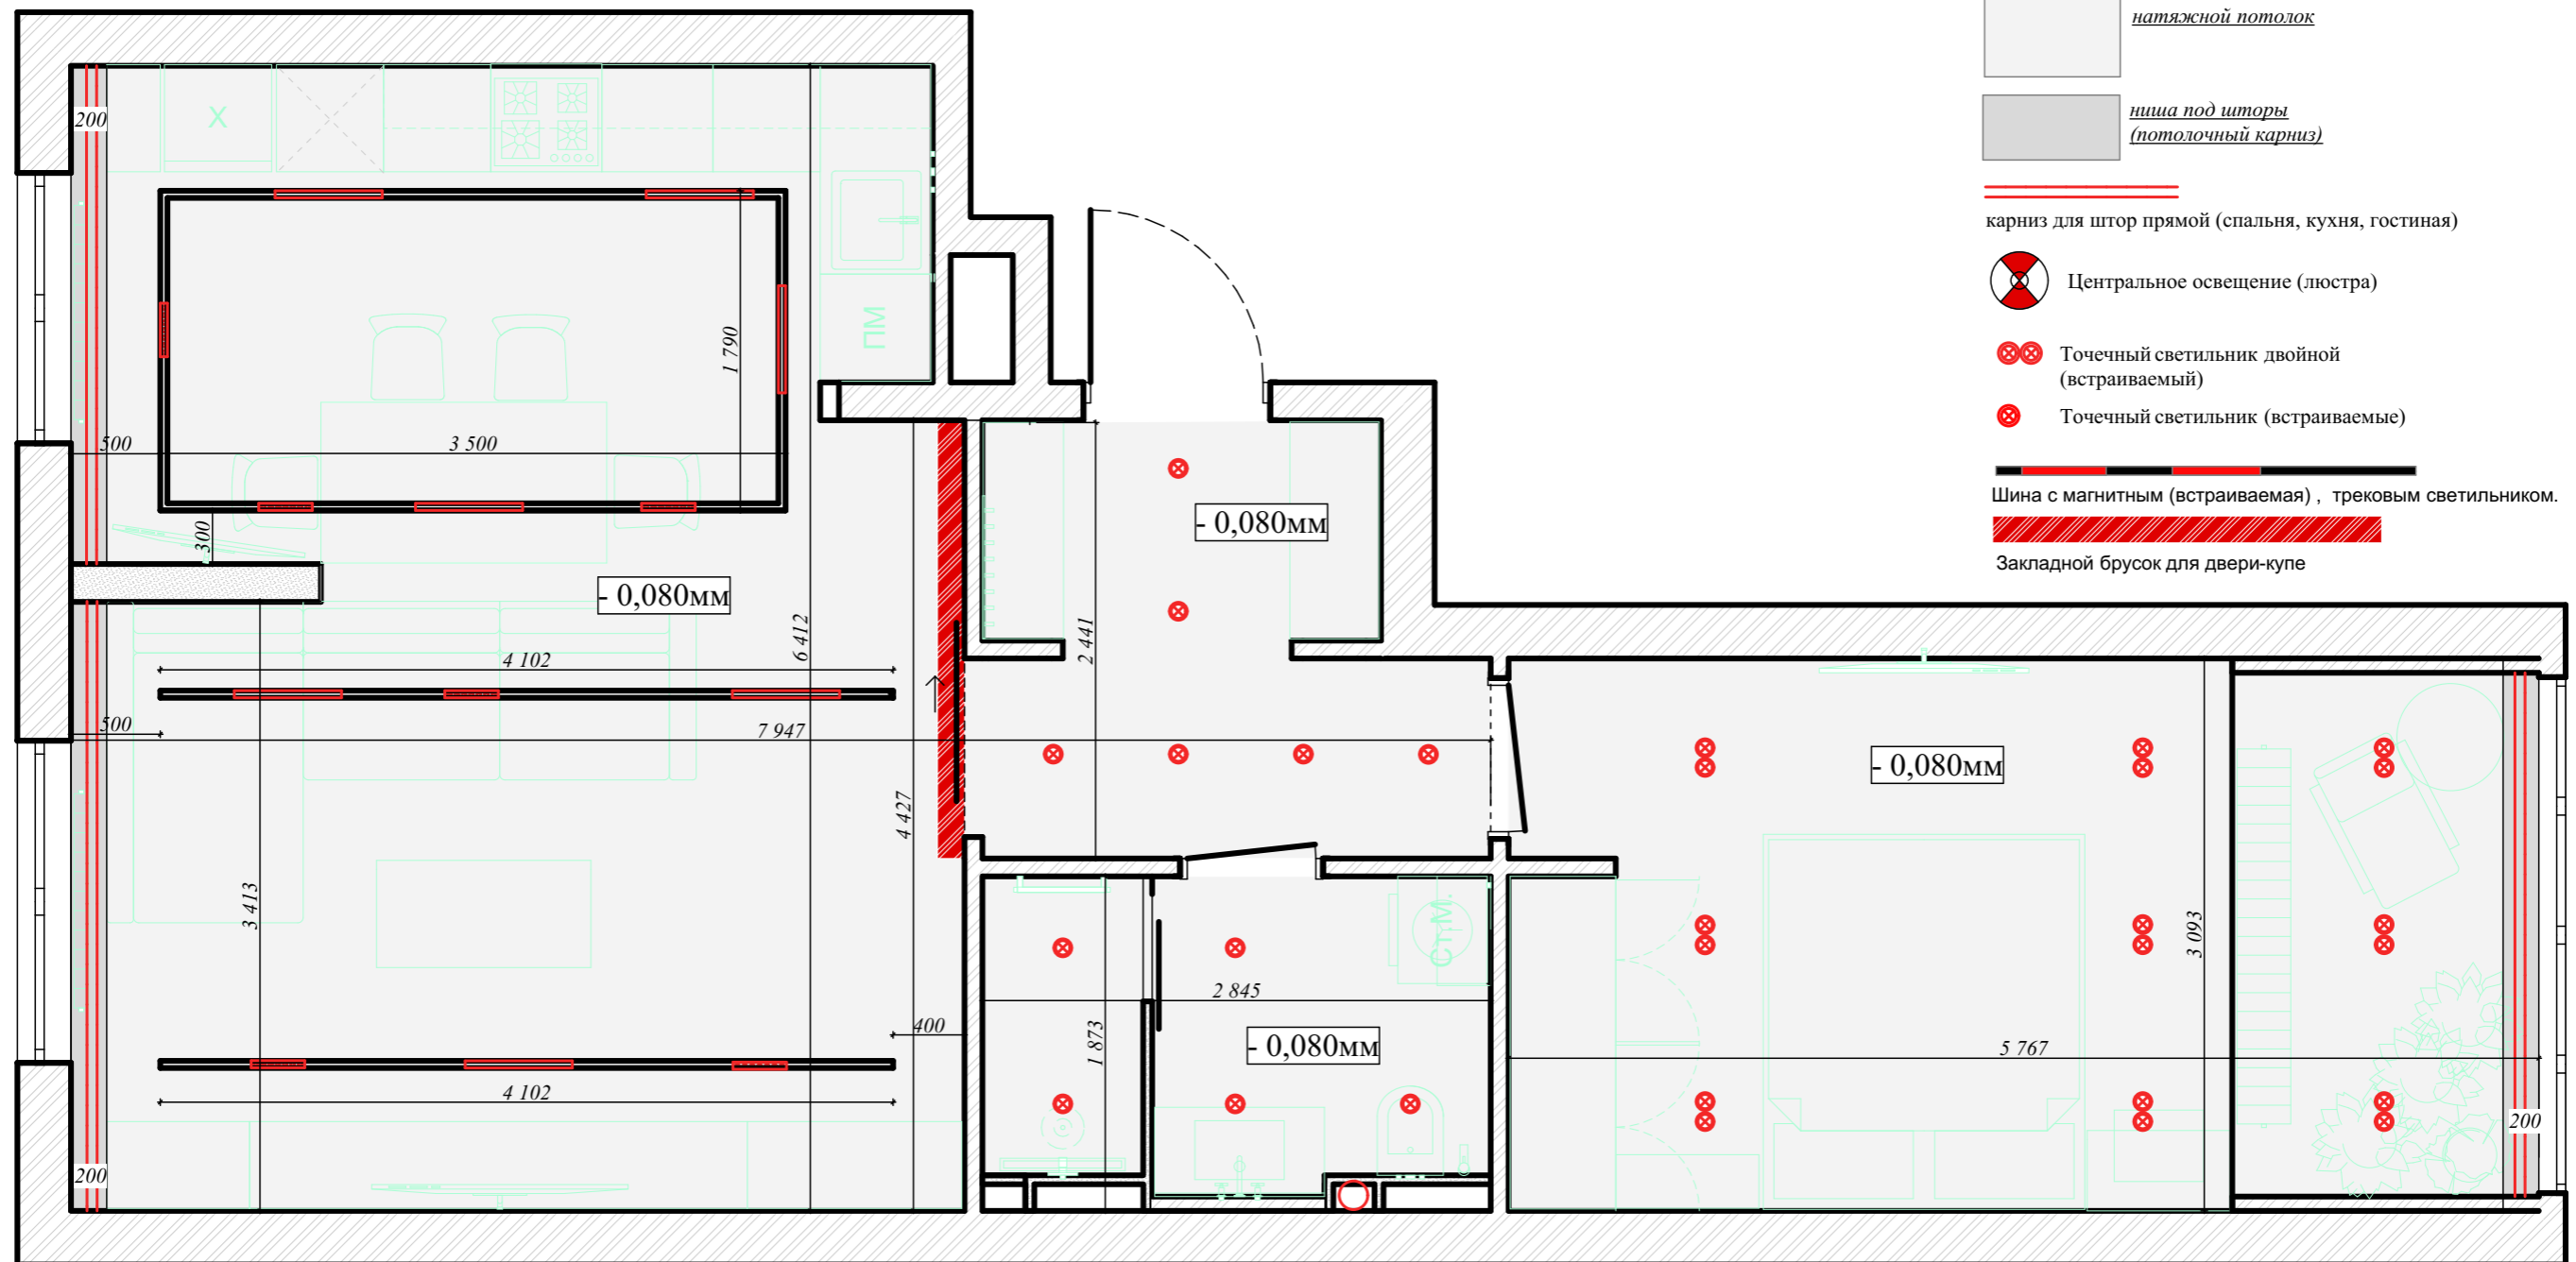 натяжной потолок
ниша под шторы
(потолочный карниз)
карниз для штор прямой (спальня, кухня, гостиная)
Центральное освещение (люстра)
Точечный светильник двойной
(встраиваемый)
Точечный светильник (встраиваемые)
Шина с магнитным (встраиваемая) , трековым светильником.
Закладной брусок для двери-купе
200
X
ПМ
1 790
500
3 500
300
- 0,080мм
- 0,080мм
6 412
2 441
4 102
500
7 947
- 0,080мм
4 427
3 413
Ст.М.
3 093
2 845
400
1 873
- 0,080мм
5 767
4 102
200
200